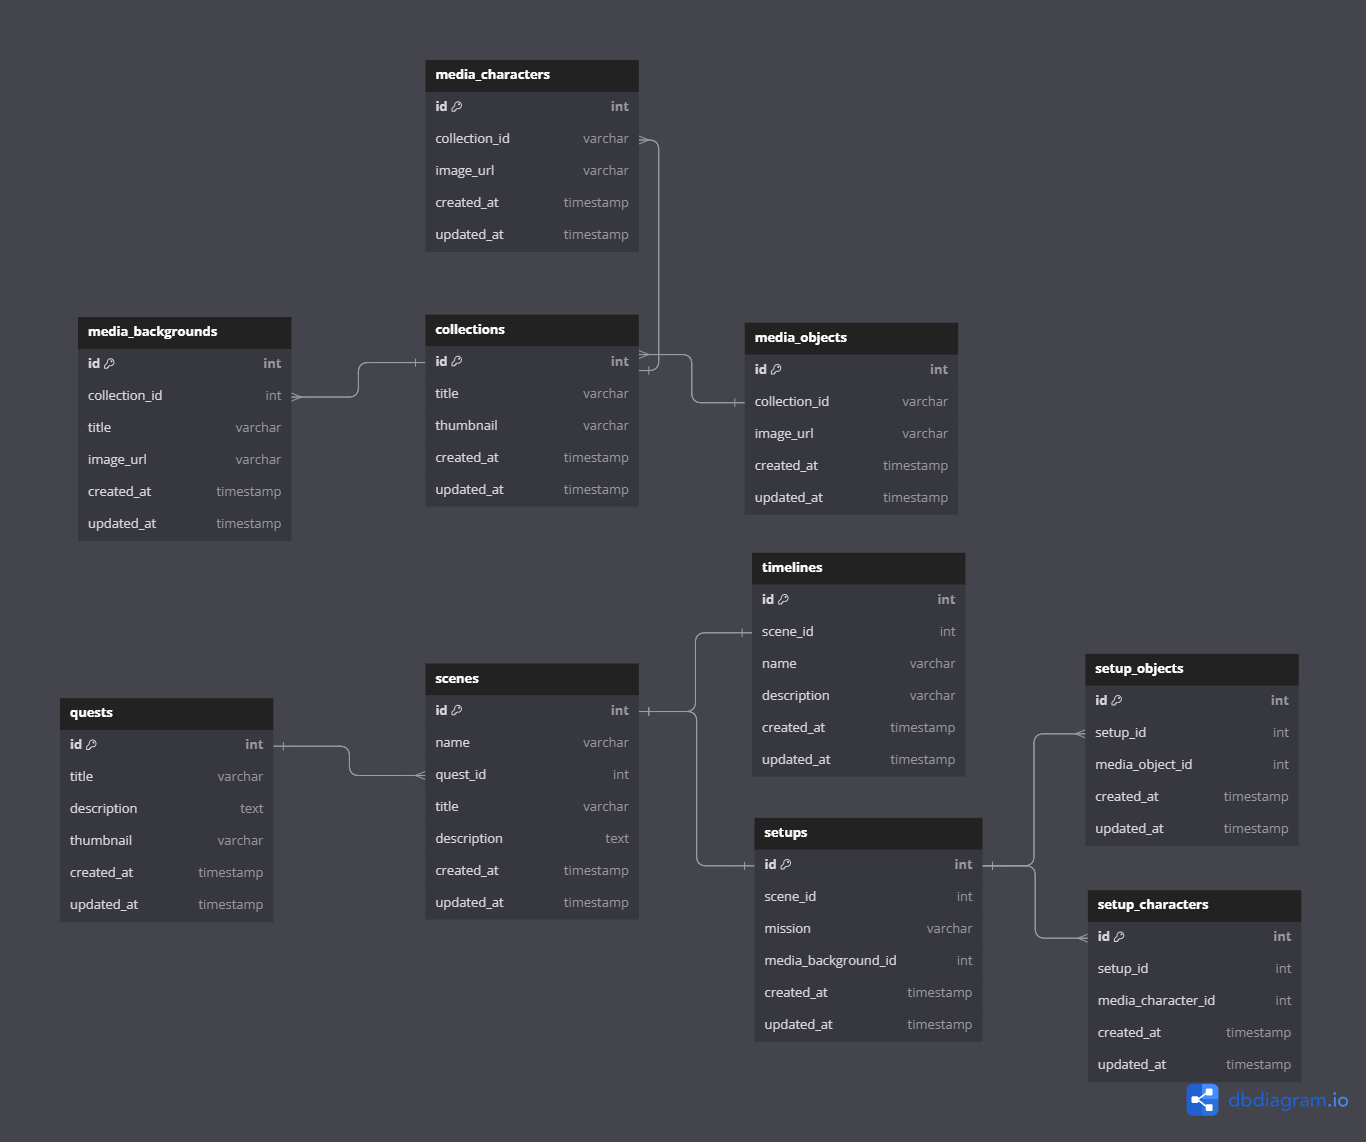 media_characters
id int
collection_id varchar
image_url varchar
created_at timestamp
updated_at timestamp
media_backgrounds
id int
collection_id int
title varchar
image_url varchar
created_at timestamp
updated_at timestamp
collections
id int
title varchar
thumbnail varchar
created_at timestamp
updated_at timestamp
media_objects
id int
collection_id varchar
image_url varchar
created_at timestamp
updated_at timestamp
timelines
id int
scene_id int
name varchar
description varchar
created_at timestamp
updated_at timestamp
quests
id int
title varchar
description text
thumbnail varchar
created_at timestamp
updated_at timestamp
scenes
id int
name varchar
quest_id int
title varchar
description text
created_at timestamp
updated_at timestamp
setups
id int
scene_id int
mission varchar
media_background_id int
created_at timestamp
updated_at timestamp
setup_objects
id int
setup_id int
media_object_id int
created_at timestamp
updated_at timestamp
setup_characters
id int
setup_id int
media_character_id int
created_at timestamp
updated_at timestamp
dbdiagram.io